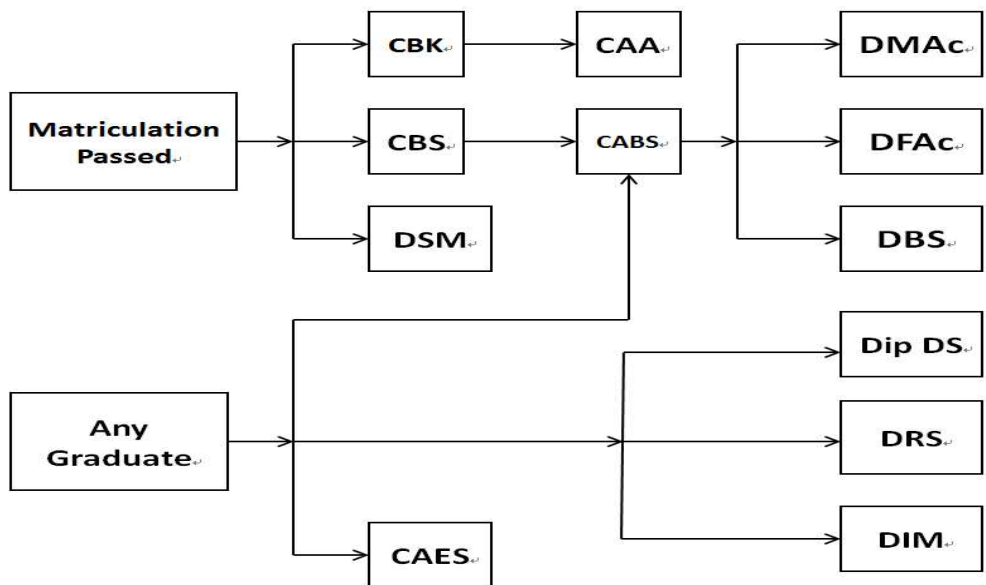 CBK
CAA
DMAc
Matriculation
Passed
CBS
CABS
DFAc
DSM
DBS
Dip DS
Any
Graduate
DRS
CAES
DIM